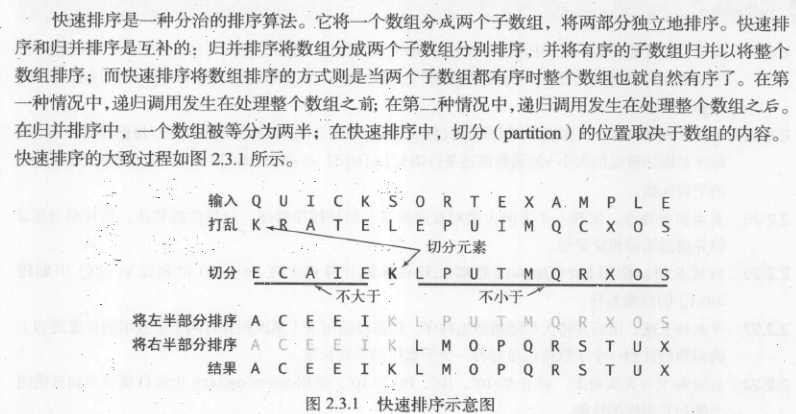 快速排序是一种分治的排序算法。它将一个数组分成两个子数组，将两部分独立地排序。快速排
序和归并排序是互补的：归并排序将数组分成两个子数组分别排序，并将有序的子数组归并以将整个
数组排序；而快速排序将数组排序的方式则是当两个子数组都有序时整个数组也就自然有序了。在第
一种情况中，递归调用发生在处理整个数组之前；在第二种情况中，递归调用发生在处理整个数组之后。
在归并排序中，一个数组被等分为两半；在快速排序中，切分（partition）的位置取决于数组的内容。
快速排序的大致过程如图 2.3.1 所示。
输入 Q U I C K S O R T E X A M P L E
打乱 K R A T E L E P U I M Q C X O S
切分元素
切分 E C A I E K L P U T M Q R X O S
不大于 不小于
将左半部分排序 A C E E I K L P U T M Q R X O S
将右半部分排序 A C E E I K L M O P Q R S T U X
结果 A C E E I K L M O P Q R S T U X
图 2.3.1 快速排序示意图